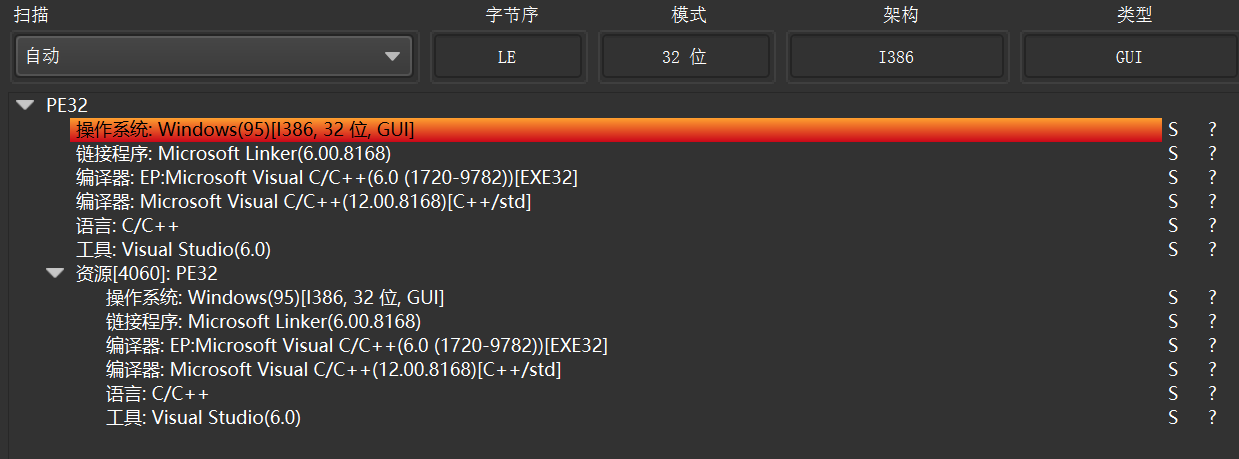 扫描 字节序 模式 架构 类型
自动 LE 32 位 I386 GUI
PE32
操作系统: Windows(95)[I386, 32 位, GUI] S ?
链接程序: Microsoft Linker(6.00.8168) S ?
编译器: EP:Microsoft Visual C/C++(6.0 (1720-9782))[EXE32] S ?
编译器: Microsoft Visual C/C++(12.00.8168)[C++/std] S ?
语言: C/C++ S ?
工具: Visual Studio(6.0) S ?
资源[4060]: PE32
操作系统: Windows(95)[I386, 32 位, GUI] S ?
链接程序: Microsoft Linker(6.00.8168) S ?
编译器: EP:Microsoft Visual C/C++(6.0 (1720-9782))[EXE32] S ?
编译器: Microsoft Visual C/C++(12.00.8168)[C++/std] S ?
语言: C/C++ S ?
工具: Visual Studio(6.0) S ?